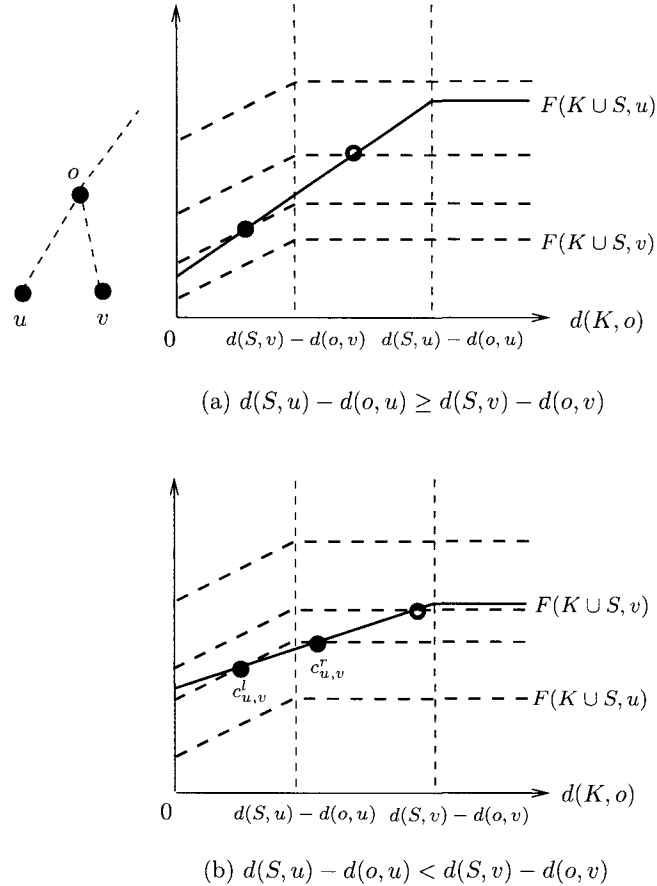 F(K ∪ S, u)
o
F(K ∪ S, v)
u
v
0
d(S, v) − d(o, v)
d(S, u) − d(o, u)
d(K, o)
(a) d(S, u) − d(o, u) ≥ d(S, v) − d(o, v)
F(K ∪ S, v)
c^l_{u,v}
c^r_{u,v}
F(K ∪ S, u)
0
d(S, u) − d(o, u)
d(S, v) − d(o, v)
d(K, o)
(b) d(S, u) − d(o, u) < d(S, v) − d(o, v)